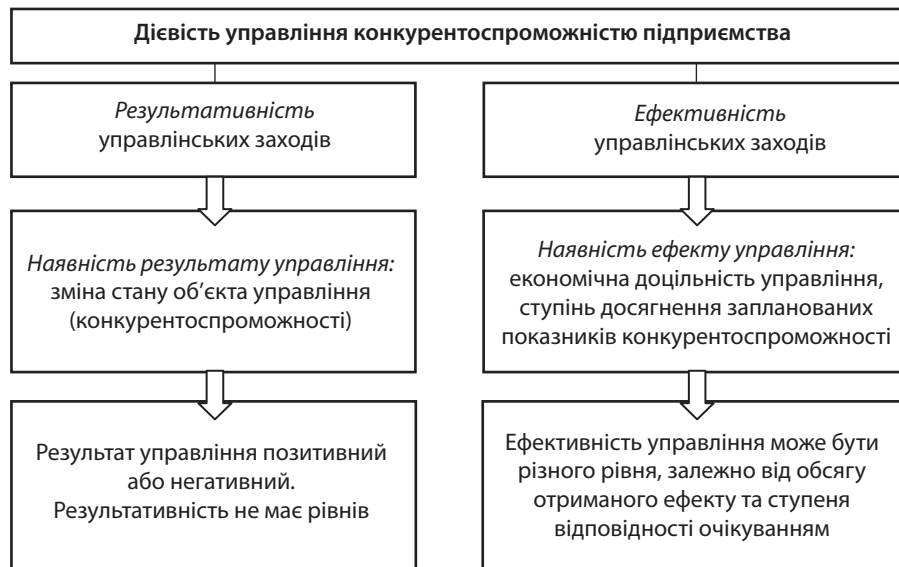 Дієвість управління конкурентоспроможністю підприємства
Результативність
управлінських заходів
Наявність результату управління:
зміна стану об’єкта управління
(конкурентоспроможності)
Результат управління позитивний
або негативний.
Результативність не має рівнів
Ефективність
управлінських заходів
Наявність ефекту управління:
економічна доцільність управління,
ступінь досягнення запланованих
показників конкурентоспроможності
Ефективність управління може бути
різного рівня, залежно від обсягу
отриманого ефекту та ступеня
відповідності очікуванням